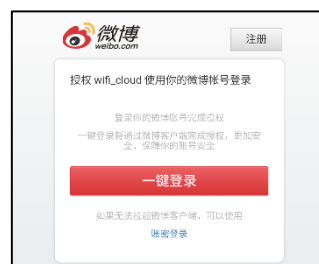 微博
weibo.com
注册
授权 wifi_cloud 使用你的微博帐号登录
登录你的微博账号完成授权
一键登录将通过微博客户端完成授权，更加安
全，保障你的账号安全
一键登录
如果无法拉起微博客户端，可以使用
账密登录